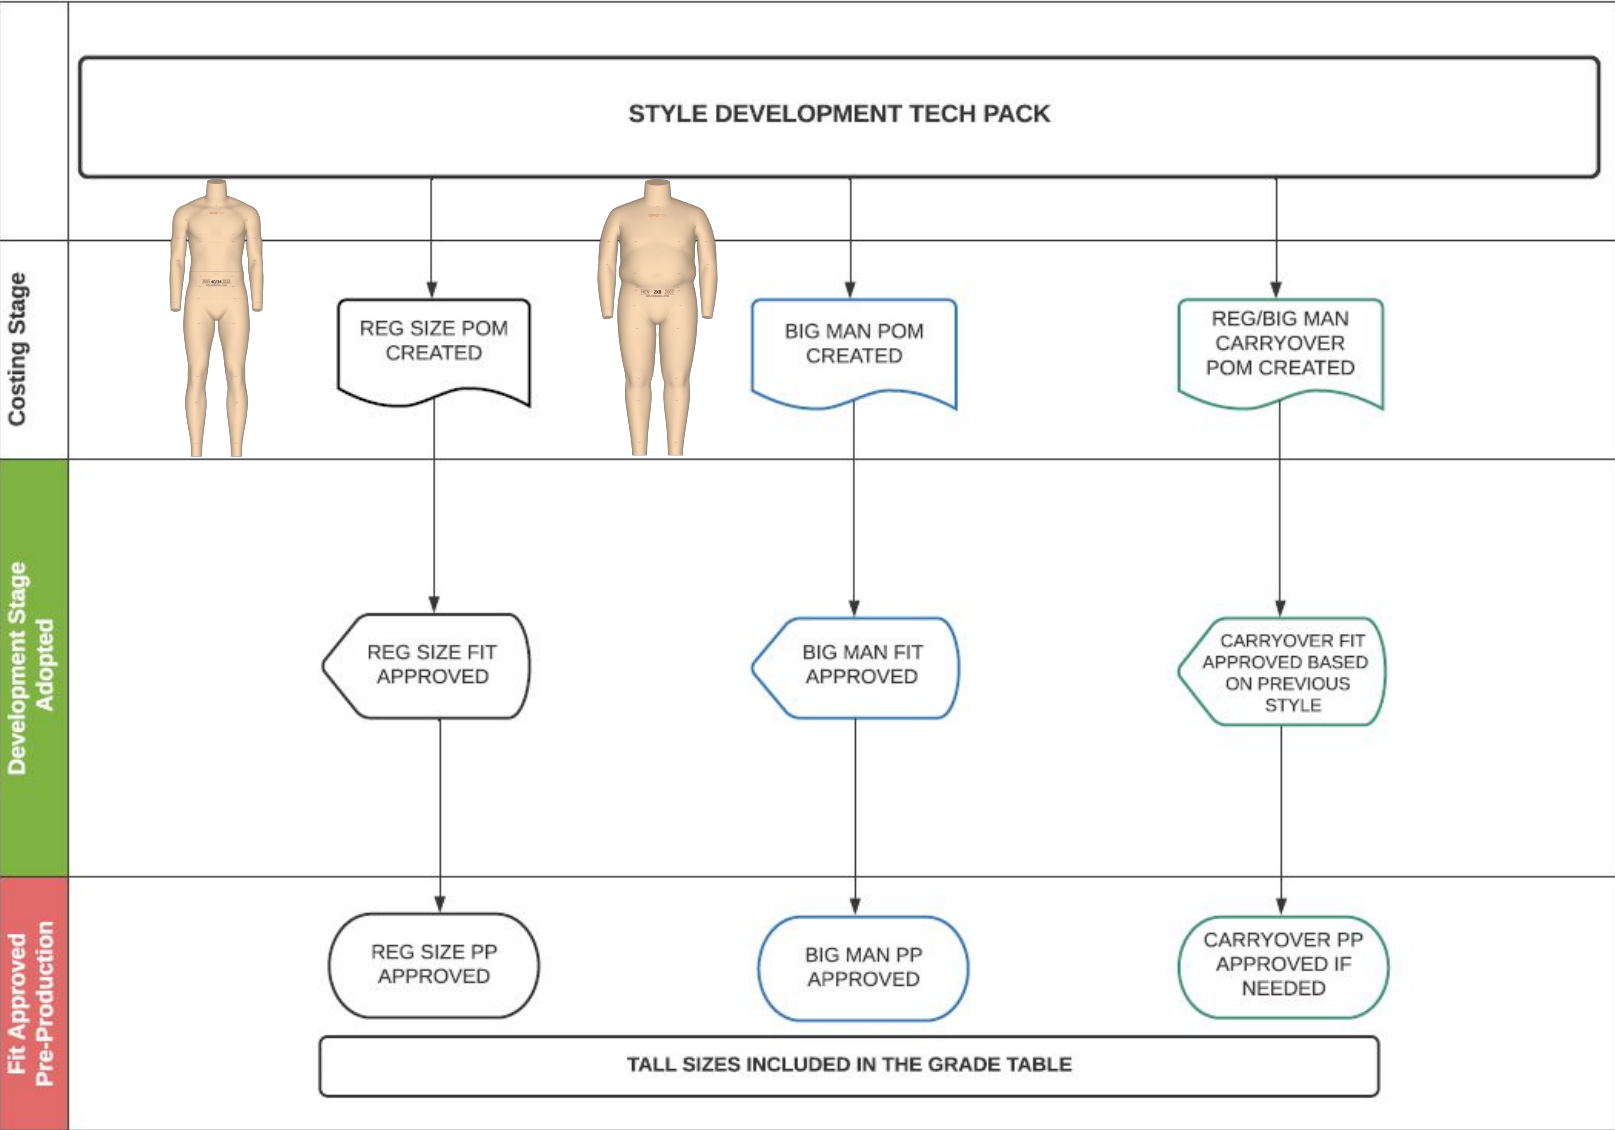 STYLE DEVELOPMENT TECH PACK
Costing Stage
REG SIZE POM
CREATED
BIG MAN POM
CREATED
REG/BIG MAN
CARRYOVER
POM CREATED
Development Stage
Adopted
REG SIZE FIT
APPROVED
BIG MAN FIT
APPROVED
CARRYOVER FIT
APPROVED BASED
ON PREVIOUS
STYLE
Fit Approved
Pre-Production
REG SIZE PP
APPROVED
BIG MAN PP
APPROVED
CARRYOVER PP
APPROVED IF
NEEDED
TALL SIZES INCLUDED IN THE GRADE TABLE